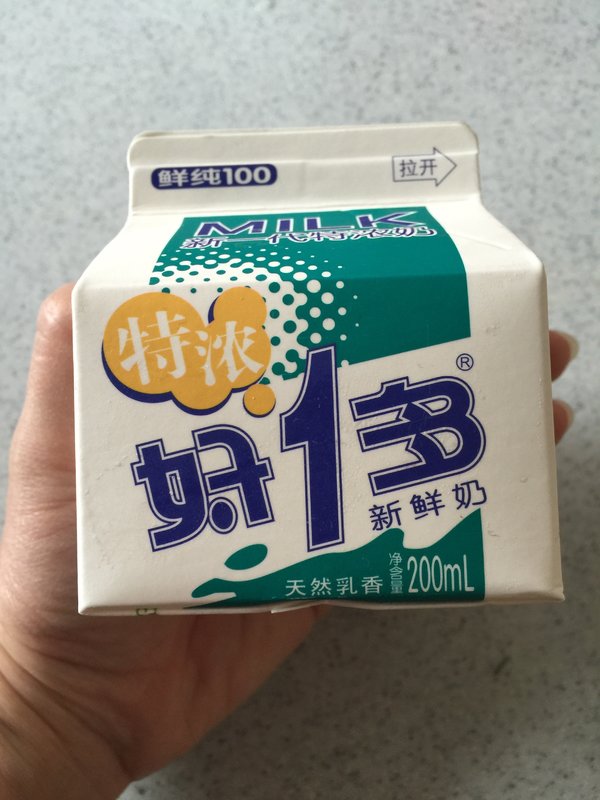 鲜纯100
拉开
MILK
新一代特浓奶
特浓
好1多®
新鲜奶
天然乳香
净含量 200mL